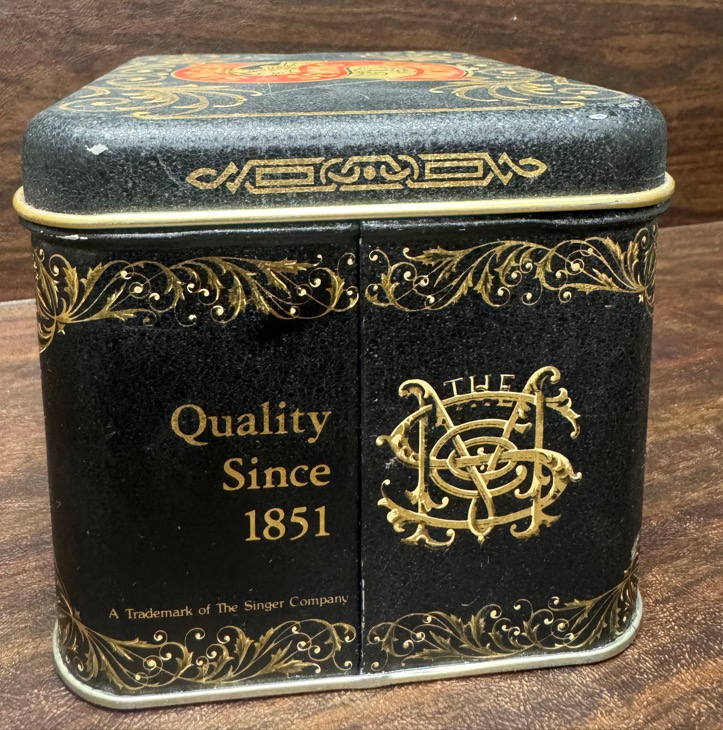 Quality
Since
1851
A Trademark of The Singer Company
THE